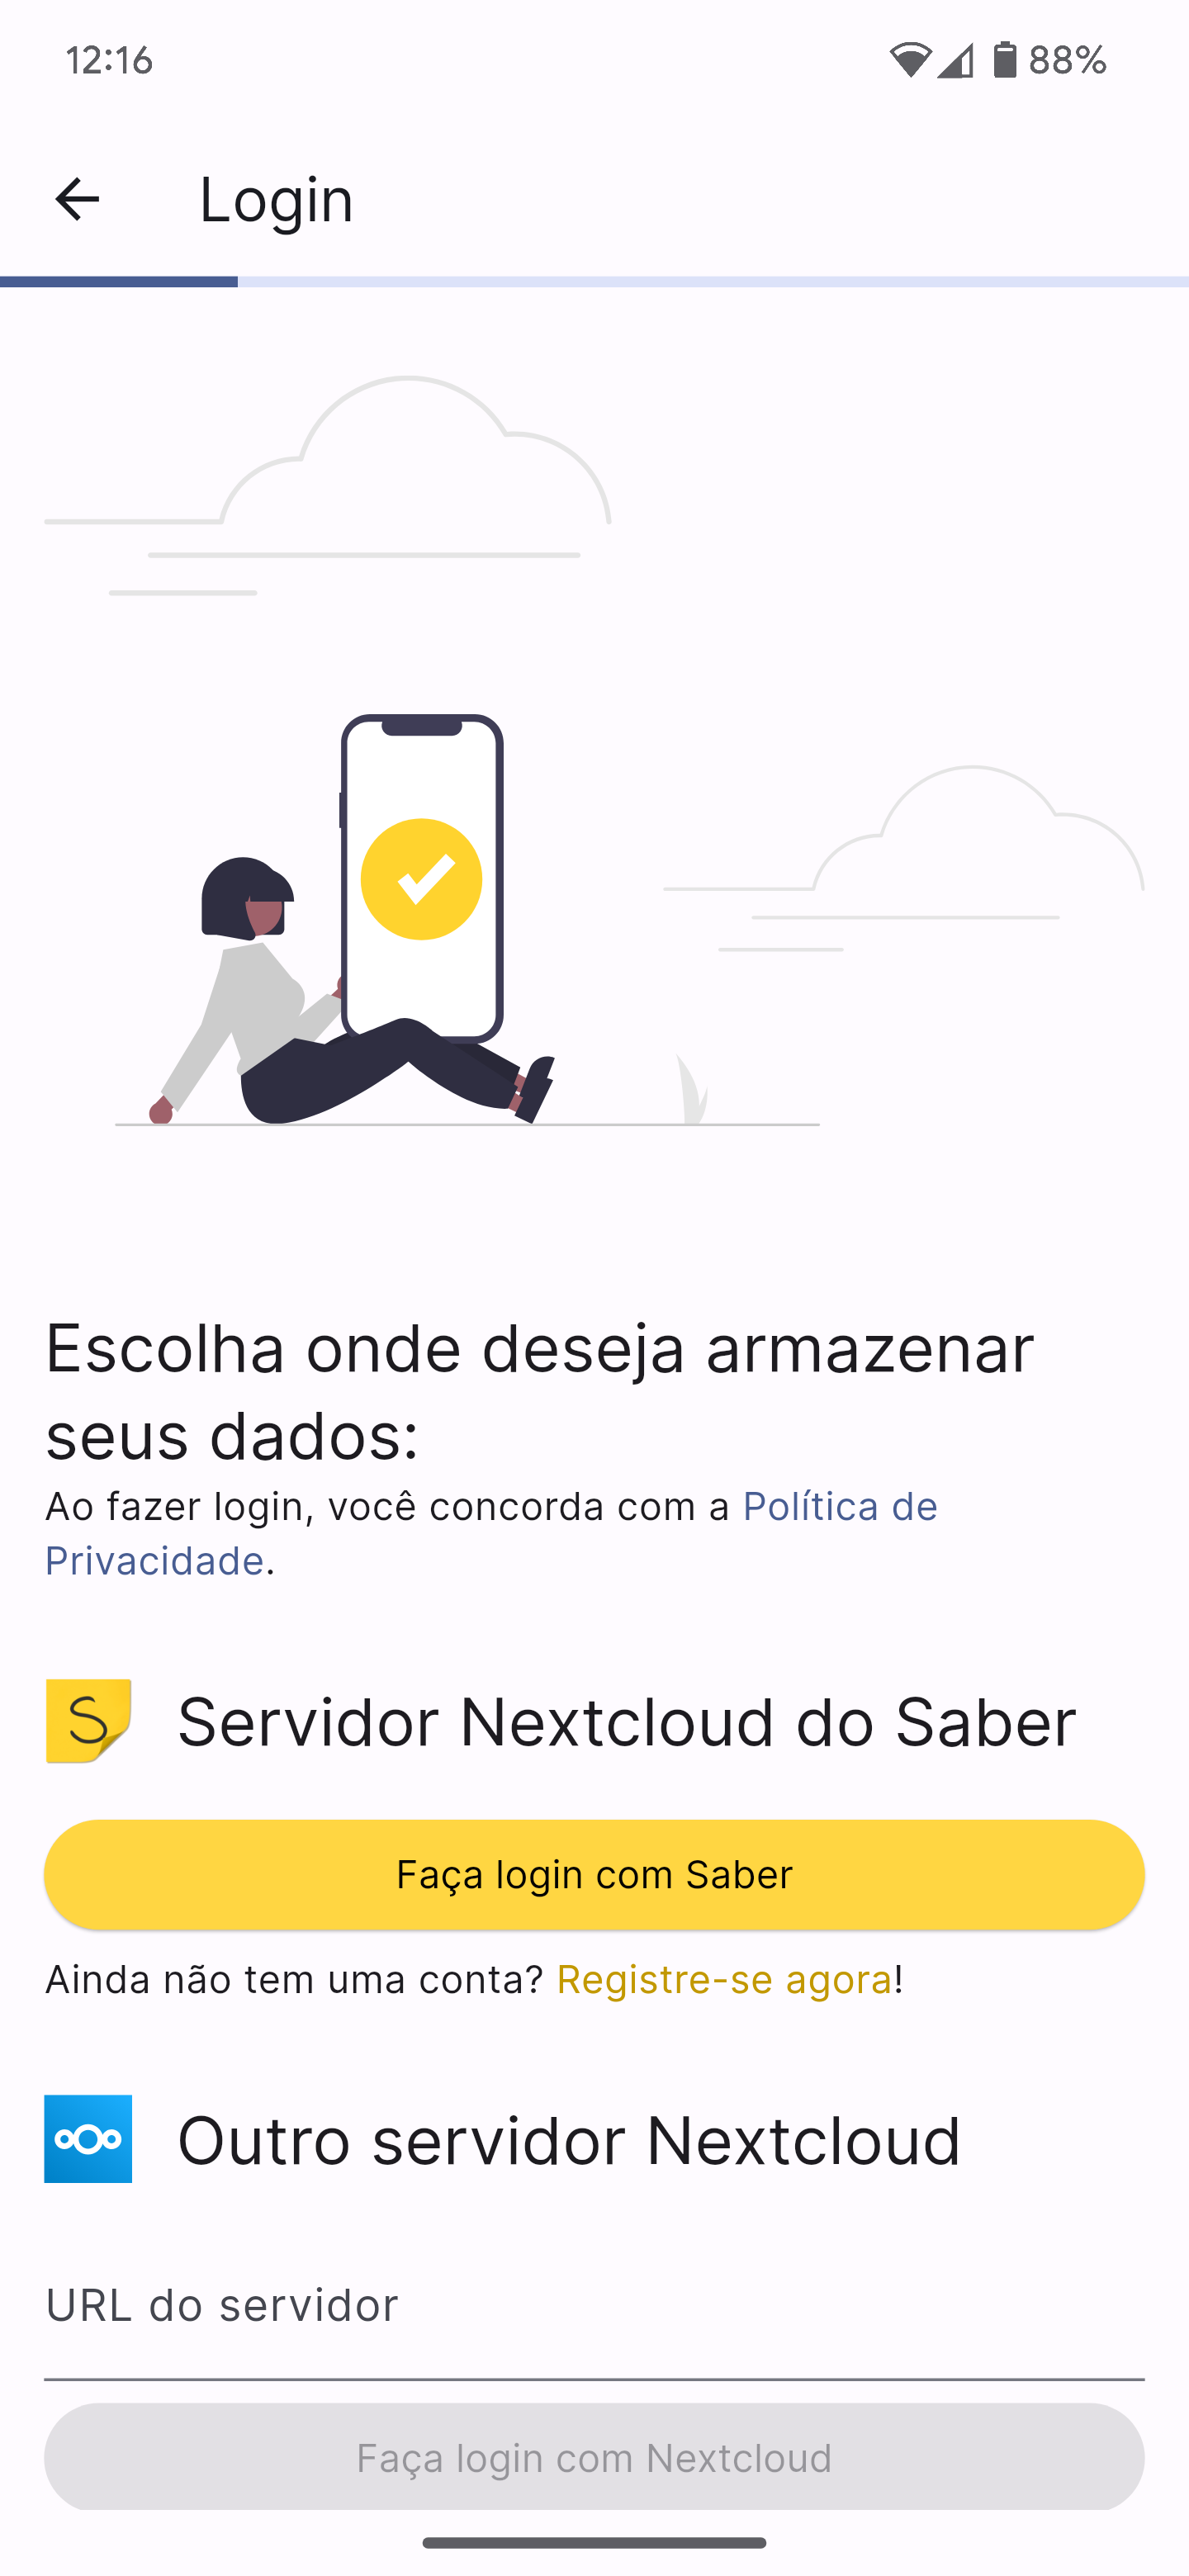 12:16
88%
Login
Escolha onde deseja armazenar
seus dados:
Ao fazer login, você concorda com a Política de
Privacidade.
S
Servidor Nextcloud do Saber
Faça login com Saber
Ainda não tem uma conta? Registre-se agora!
Outro servidor Nextcloud
URL do servidor
Faça login com Nextcloud